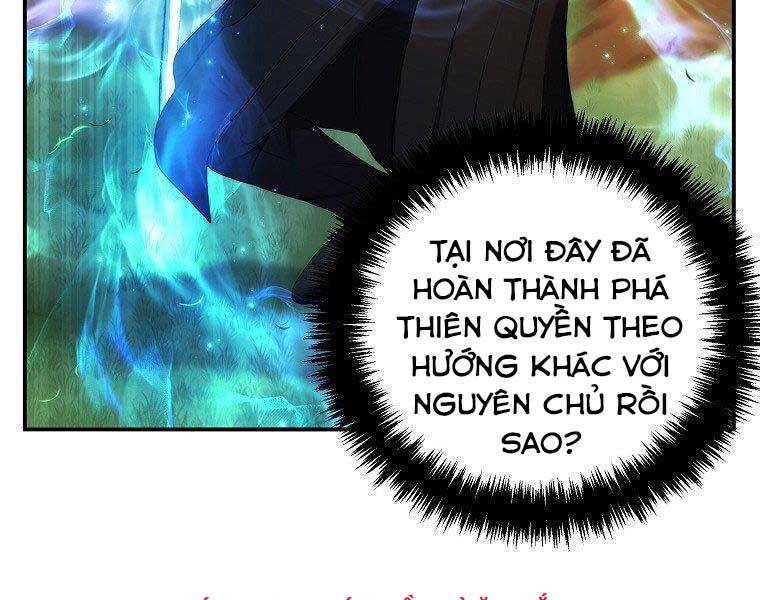 TẠI NƠI ĐÂY ĐÃ
HOÀN THÀNH PHÁ
THIÊN QUYỀN THEO
HƯỚNG KHÁC VỚI
NGUYÊN CHỦ RỒI
SAO?